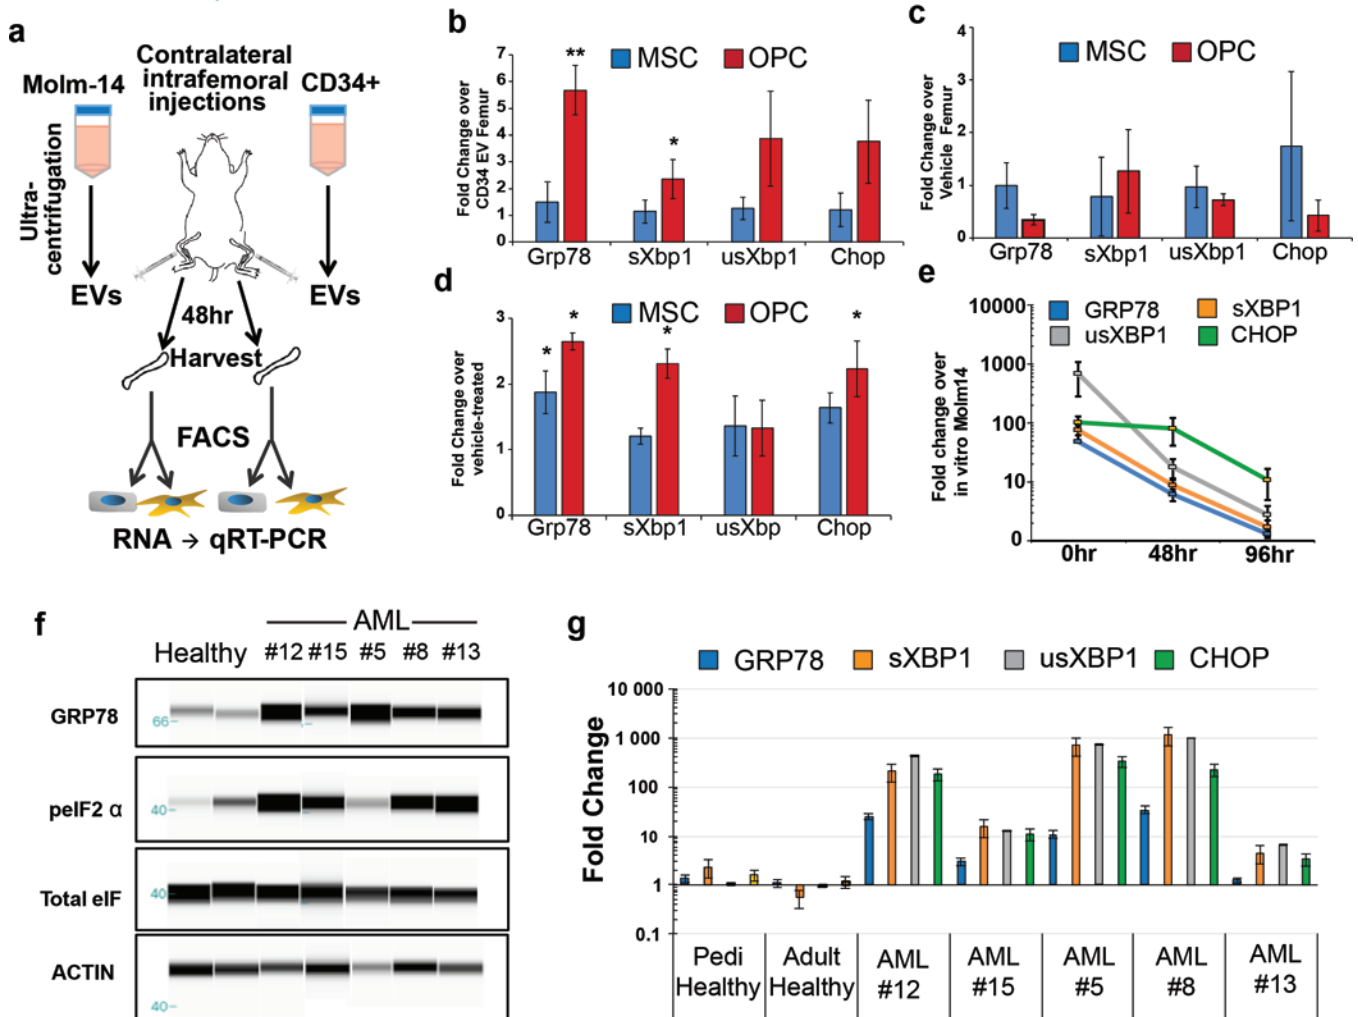 a
Contralateral
intrafemoral
injections
Molm-14
CD34+
Ultra-
centrifugation
EVs
EVs
48hr
Harvest
FACS
RNA → qRT-PCR
b
Fold Change over
CD34 EV Femur
7
6
5
4
3
2
1
0
** MSC OPC
*
Grp78 sXbp1 usXbp1 Chop
c
Fold Change over
Vehicle Femur
4
3
2
1
0
MSC OPC
Grp78 sXbp1 usXbp1 Chop
d
Fold Change over
vehicle-treated
3
2
1
0
MSC OPC
* * * *
Grp78 sXbp1 usXbp Chop
e
Fold change over
in vitro Molm14
10000
1000
100
10
0
GRP78 sXBP1
usXBP1 CHOP
0hr 48hr 96hr
f
AML
Healthy #12 #15 #5 #8 #13
GRP78
66
peIF2 α
40
Total eIF
40
ACTIN
40
g
GRP78 sXBP1 usXBP1 CHOP
Fold Change
10 000
1 000
100
10
1
0.1
Pedi Healthy
Adult Healthy
AML #12
AML #15
AML #5
AML #8
AML #13